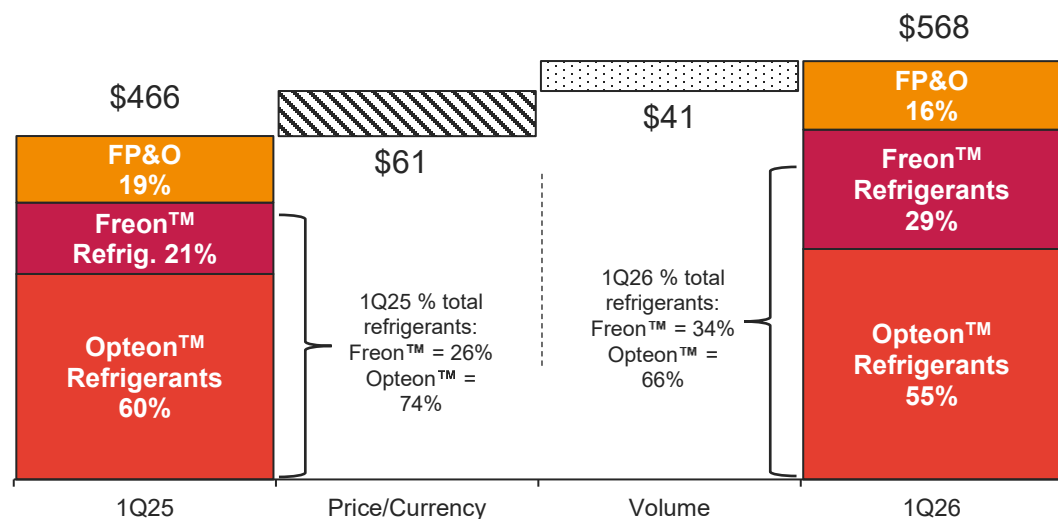 $466
FP&O
19%
Freon™
Refrig. 21%
Opteon™
Refrigerants
60%
1Q25
$61
1Q25 % total
refrigerants:
Freon™ = 26%
Opteon™ =
74%
Price/Currency
$41
1Q26 % total
refrigerants:
Freon™ = 34%
Opteon™ =
66%
Volume
$568
FP&O
16%
Freon™
Refrigerants
29%
Opteon™
Refrigerants
55%
1Q26